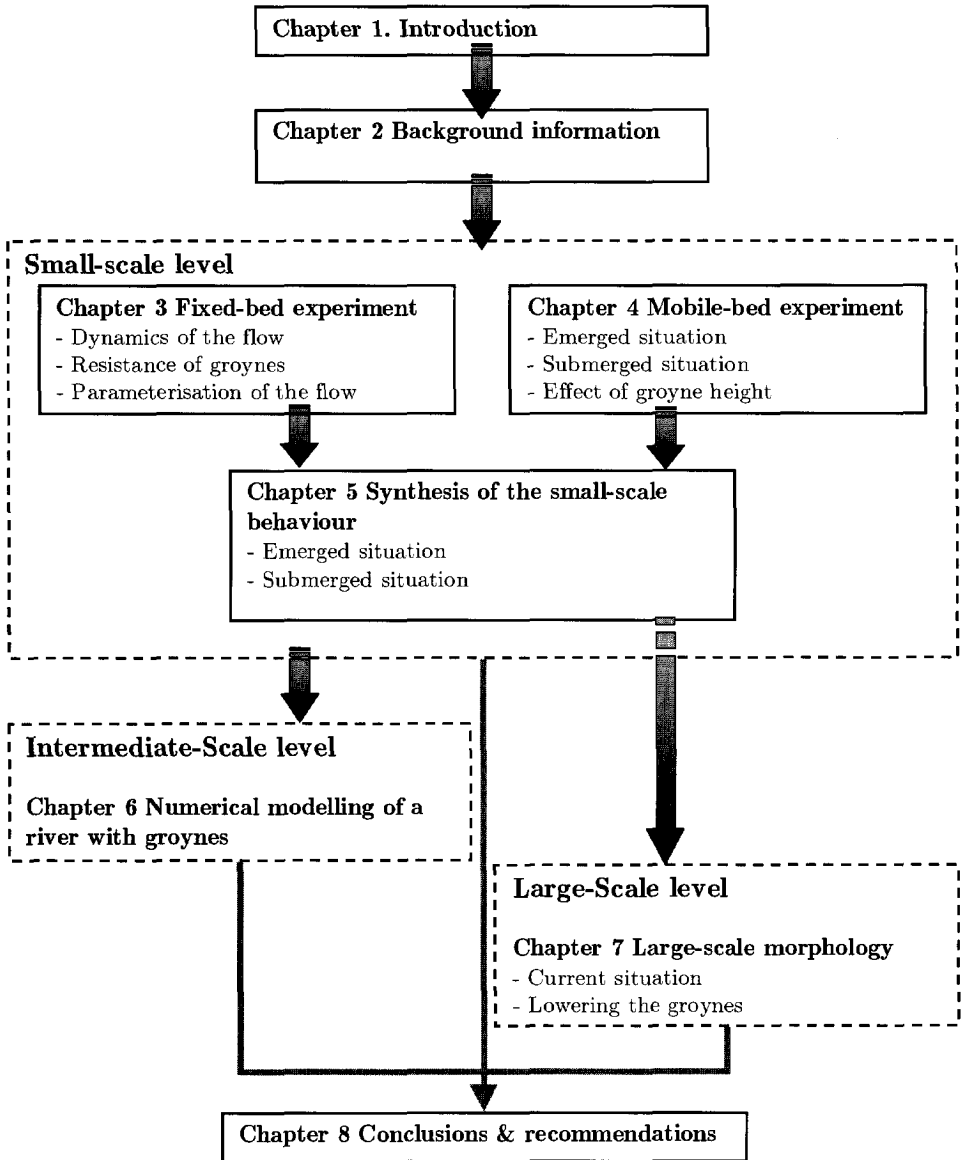 Chapter 1. Introduction
Chapter 2 Background information
Small-scale level
Chapter 3 Fixed-bed experiment
- Dynamics of the flow
- Resistance of groynes
- Parameterisation of the flow
Chapter 4 Mobile-bed experiment
- Emerged situation
- Submerged situation
- Effect of groyne height
Chapter 5 Synthesis of the small-scale
behaviour
- Emerged situation
- Submerged situation
Intermediate-Scale level
Chapter 6 Numerical modelling of a
river with groynes
Large-Scale level
Chapter 7 Large-scale morphology
- Current situation
- Lowering the groynes
Chapter 8 Conclusions & recommendations